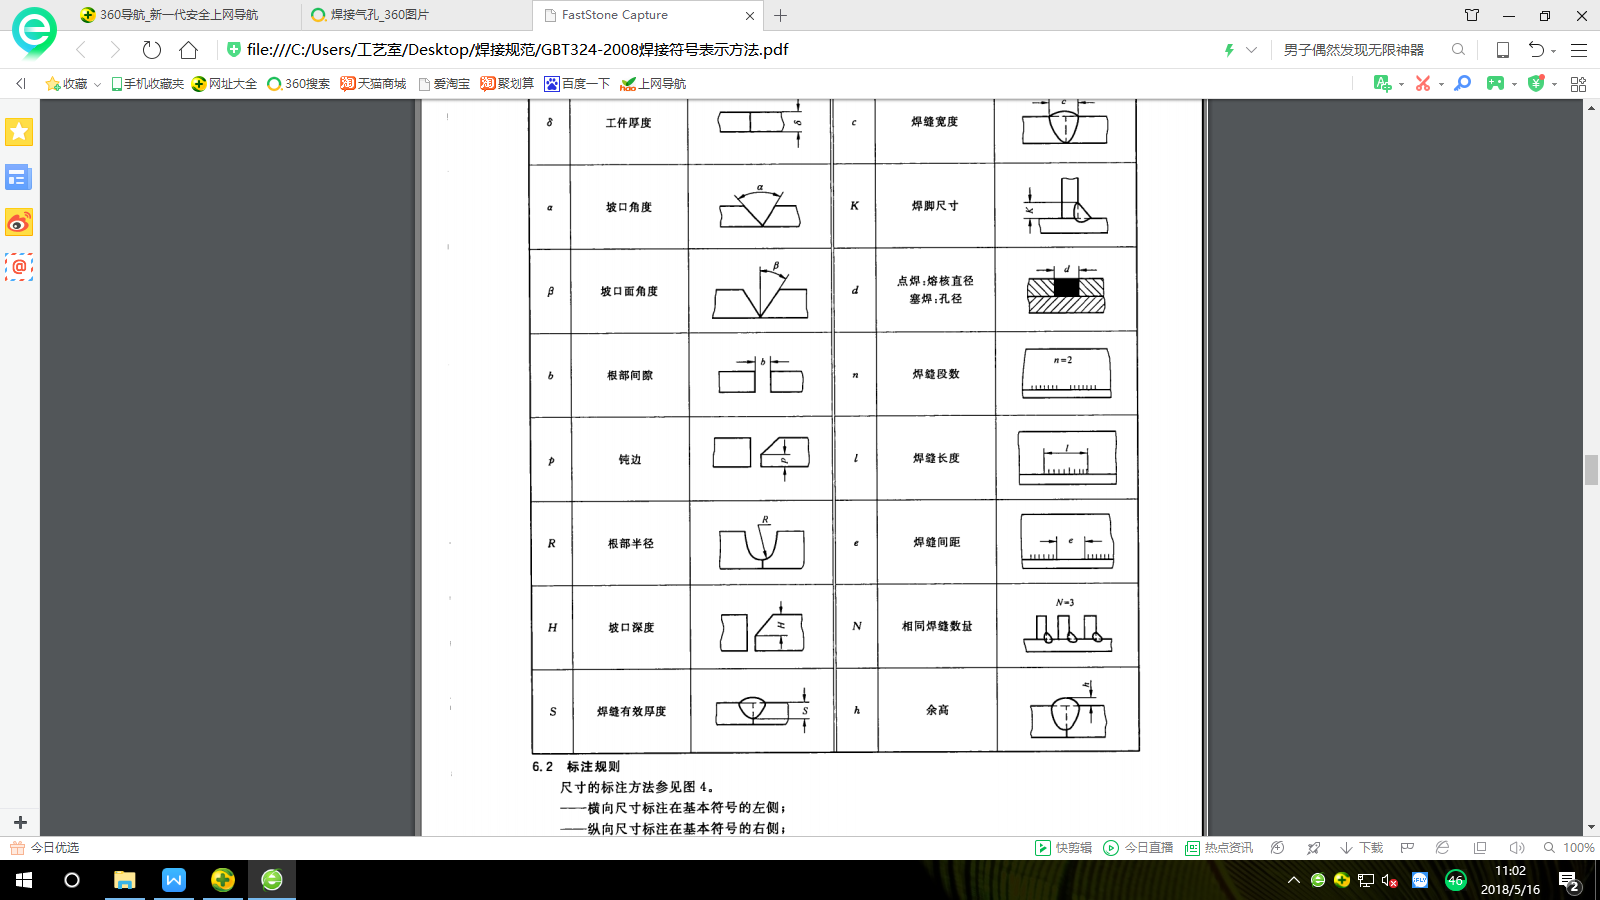 360导航_新一代安全上网导航
焊接气孔_360图片
FastStone Capture
file:///C:/Users/工艺室/Desktop/焊接规范/GBT324-2008焊接符号表示方法.pdf
男子偶然发现无限神器
收藏 手机收藏夹 网址大全 360搜索 天猫商城 爱淘宝 聚划算 百度一下 上网导航
δ 工件厚度 δ c 焊缝宽度 c
α 坡口角度 α K 焊脚尺寸 K
β 坡口面角度 β d 点焊:熔核直径 d
塞焊:孔径
b 根部间隙 b n 焊缝段数 n=2
p 钝边 p l 焊缝长度 l
R 根部半径 R e 焊缝间距 e
H 坡口深度 H N 相同焊缝数量 N=3
S 焊缝有效厚度 S h 余高 h
6.2 标注规则
尺寸的标注方法参见图 4。
——横向尺寸标注在基本符号的左侧;
——纵向尺寸标注在基本符号的右侧;
今日优选
快剪辑 今日直播 热点资讯 下载 100%
46
11:02
2018/5/16
2